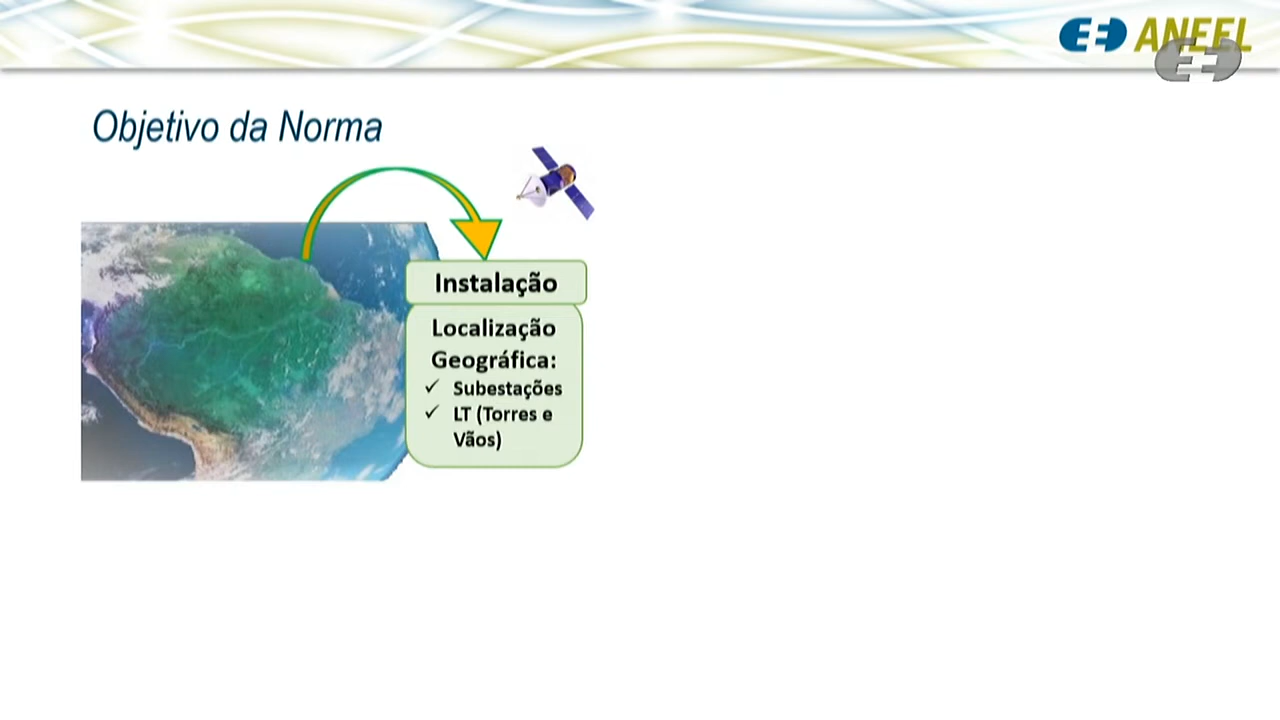 ANEEL
Objetivo da Norma
Instalação
Localização
Geográfica:
✓ Subestações
✓ LT (Torres e
Vãos)